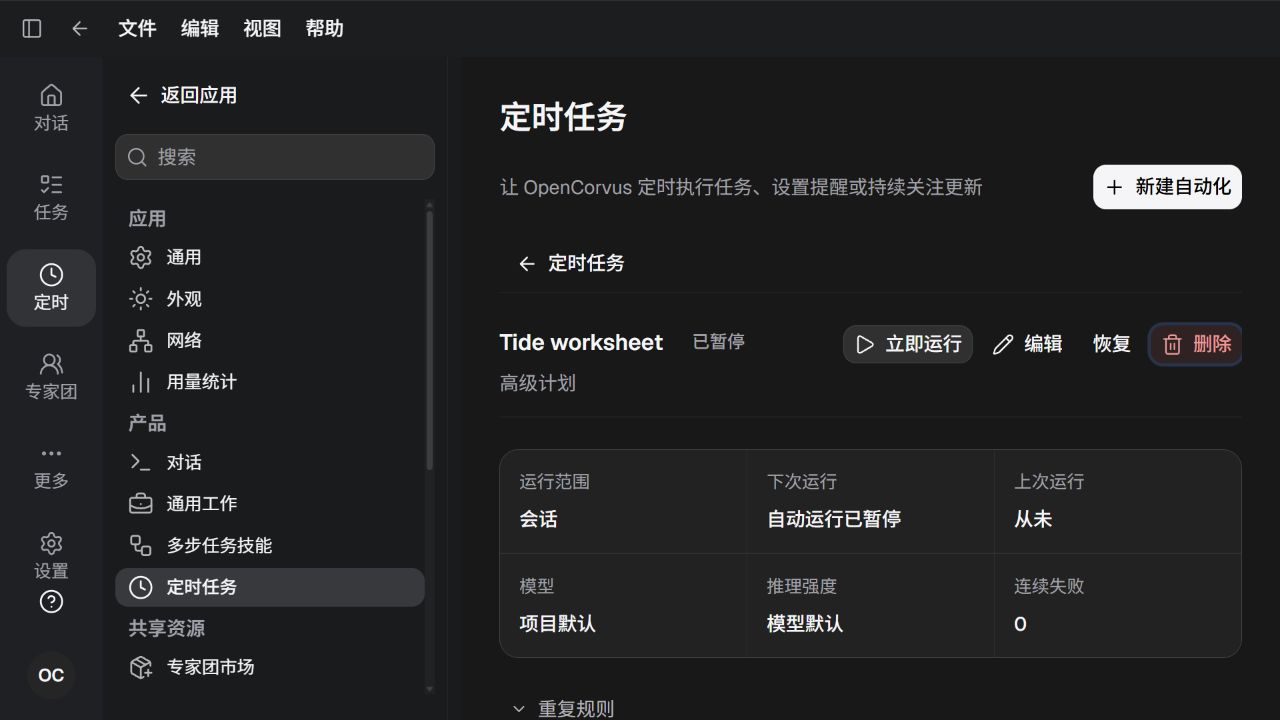 文件 编辑 视图 帮助
对话
任务
定时
专家团
更多
设置
OC
返回应用
搜索
应用
通用
外观
网络
用量统计
产品
对话
通用工作
多步任务技能
定时任务
共享资源
专家团市场
定时任务
让 OpenCorvus 定时执行任务、设置提醒或持续关注更新
新建自动化
定时任务
Tide worksheet 已暂停 立即运行 编辑 恢复 删除
高级计划
运行范围 下次运行 上次运行
会话 自动运行已暂停 从未
模型 推理强度 连续失败
项目默认 模型默认 0
重复规则